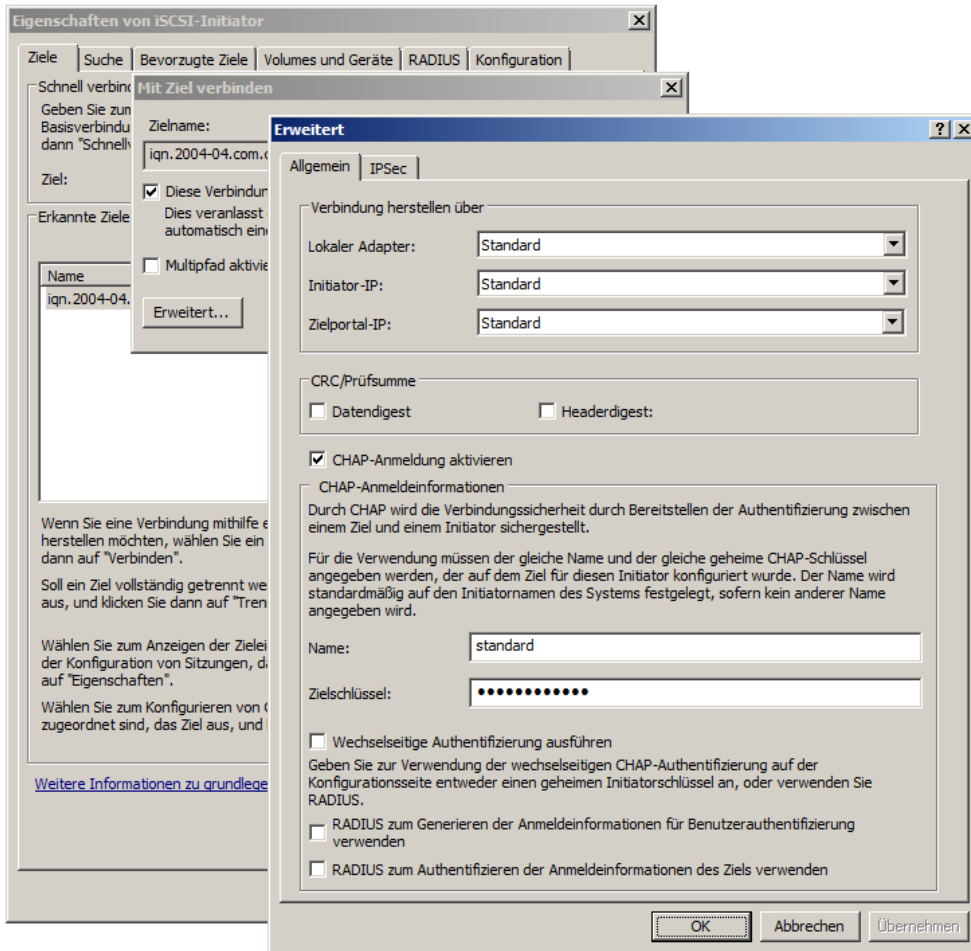 Eigenschaften von iSCSI-Initiator
Ziele Suche Bevorzugte Ziele Volumes und Geräte RADIUS Konfiguration
Schnell
Geben Sie zum
dann
Ziel:
Erkannte Ziele
Name
iqn.2004-04.
Wenn Sie eine Verbindung mithilfe
herstellen möchten, wählen Sie ein
dann auf "Verbinden".
Soll ein Ziel vollständig getrennt
aus, und klicken Sie dann auf
Wählen Sie zum Anzeigen der
der Konfiguration von Sitzungen,
auf "Eigenschaften".
Wählen Sie zum Konfigurieren von
zugeordnet sind, das Ziel aus, und
Weitere Informationen zu
Mit Ziel verbinden
Zielname:
iqn.2004-04.com.
Diese
Dies veranlasst
automatisch
Multipfad
Erweitert...
Erweitert
Allgemein IPSec
Verbindung herstellen über
Lokaler Adapter: Standard
Initiator-IP: Standard
Zielportal-IP: Standard
CRC/Prüfsumme
Datendigest Headerdigest:
CHAP-Anmeldung aktivieren
CHAP-Anmeldeinformationen
Durch CHAP wird die Verbindungssicherheit durch Bereitstellen der Authentifizierung zwischen
einem Ziel und einem Initiator sichergestellt.
Für die Verwendung müssen der gleiche Name und der gleiche geheime CHAP-Schlüssel
angegeben werden, der auf dem Ziel für diesen Initiator konfiguriert wurde. Der Name wird
standardmäßig auf den Initiatornamen des Systems festgelegt, sofern kein anderer Name
angegeben wird.
Name: standard
Zielschlüssel: ••••••••••••
Wechselseitige Authentifizierung ausführen
Geben Sie zur Verwendung der wechselseitigen CHAP-Authentifizierung auf der
Konfigurationsseite entweder einen geheimen Initiatorschlüssel an, oder verwenden Sie
RADIUS.
RADIUS zum Generieren der Anmeldeinformationen für Benutzerauthentifizierung
verwenden
RADIUS zum Authentifizieren der Anmeldeinformationen des Ziels verwenden
OK Abbrechen Übernehmen